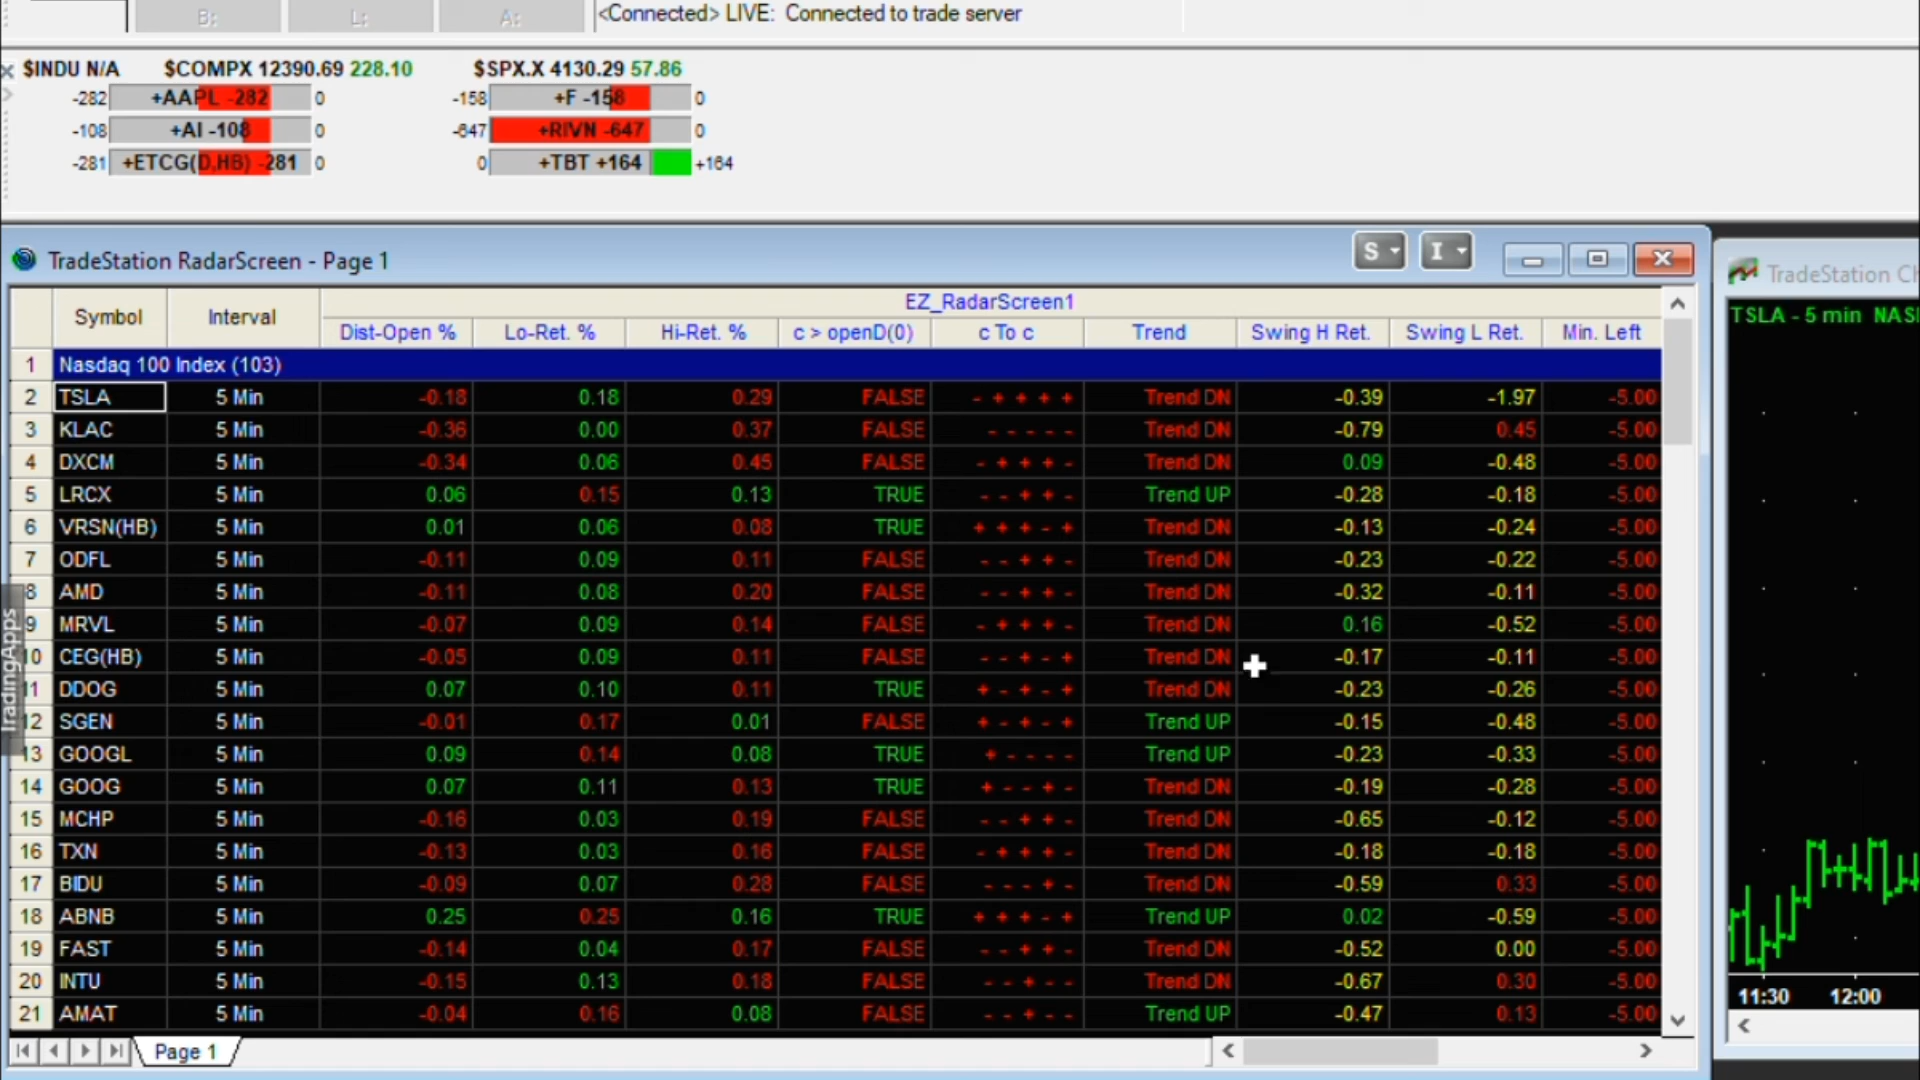 B: L: A: <Connected> LIVE: Connected to trade server
$INDU N/A $COMPX 12390.69 228.10 $SPX.X 4130.29 57.86
-282 +AAPL -282 0 -158 +F -158 0
-108 +AI -108 0 -647 +RIVN -647 0
-281 +ETCG(D,HB) -281 0 0 +TBT +164 +164
TradeStation RadarScreen - Page 1 S I
TradeStation Ch
TSLA - 5 min NAS
EZ_RadarScreen1
Symbol Interval Dist-Open % Lo-Ret. % Hi-Ret. % c > openD(0) c To c Trend Swing H Ret. Swing L Ret. Min. Left
1 Nasdaq 100 Index (103)
2 TSLA 5 Min -0.18 0.18 0.29 FALSE - + + + + Trend DN -0.39 -1.97 -5.00
3 KLAC 5 Min -0.36 0.00 0.37 FALSE - - - - - Trend DN -0.79 0.45 -5.00
4 DXCM 5 Min -0.34 0.06 0.45 FALSE - + + + - Trend DN 0.09 -0.48 -5.00
5 LRCX 5 Min 0.06 0.15 0.13 TRUE - - + + - Trend UP -0.28 -0.18 -5.00
6 VRSN(HB) 5 Min 0.01 0.06 0.08 TRUE + + + - + Trend DN -0.13 -0.24 -5.00
7 ODFL 5 Min -0.11 0.09 0.11 FALSE - - + + - Trend DN -0.23 -0.22 -5.00
8 AMD 5 Min -0.11 0.08 0.20 FALSE - - + + - Trend DN -0.32 -0.11 -5.00
9 MRVL 5 Min -0.07 0.09 0.14 FALSE - + + + - Trend DN 0.16 -0.52 -5.00
10 CEG(HB) 5 Min -0.05 0.09 0.11 FALSE - - + - + Trend DN -0.17 -0.11 -5.00
11 DDOG 5 Min 0.07 0.10 0.11 TRUE + - + - + Trend DN -0.23 -0.26 -5.00
12 SGEN 5 Min -0.01 0.17 0.01 FALSE + - + - + Trend UP -0.15 -0.48 -5.00
13 GOOGL 5 Min 0.09 0.14 0.08 TRUE + - - - - Trend UP -0.23 -0.33 -5.00
14 GOOG 5 Min 0.07 0.11 0.13 TRUE + - - + - Trend DN -0.19 -0.28 -5.00
15 MCHP 5 Min -0.16 0.03 0.19 FALSE - - + + - Trend DN -0.65 -0.12 -5.00
16 TXN 5 Min -0.13 0.03 0.16 FALSE - + + + - Trend DN -0.18 -0.18 -5.00
17 BIDU 5 Min -0.09 0.07 0.28 FALSE - - - + - Trend DN -0.59 0.33 -5.00
18 ABNB 5 Min 0.25 0.25 0.16 TRUE + + + - + Trend UP 0.02 -0.59 -5.00
19 FAST 5 Min -0.14 0.04 0.17 FALSE - - + + - Trend DN -0.52 0.00 -5.00
20 INTU 5 Min -0.15 0.13 0.18 FALSE - - + - - Trend DN -0.67 0.30 -5.00
21 AMAT 5 Min -0.04 0.16 0.08 FALSE - - + - - Trend UP -0.47 0.13 -5.00
TradingApps
11:30 12:00
Page 1